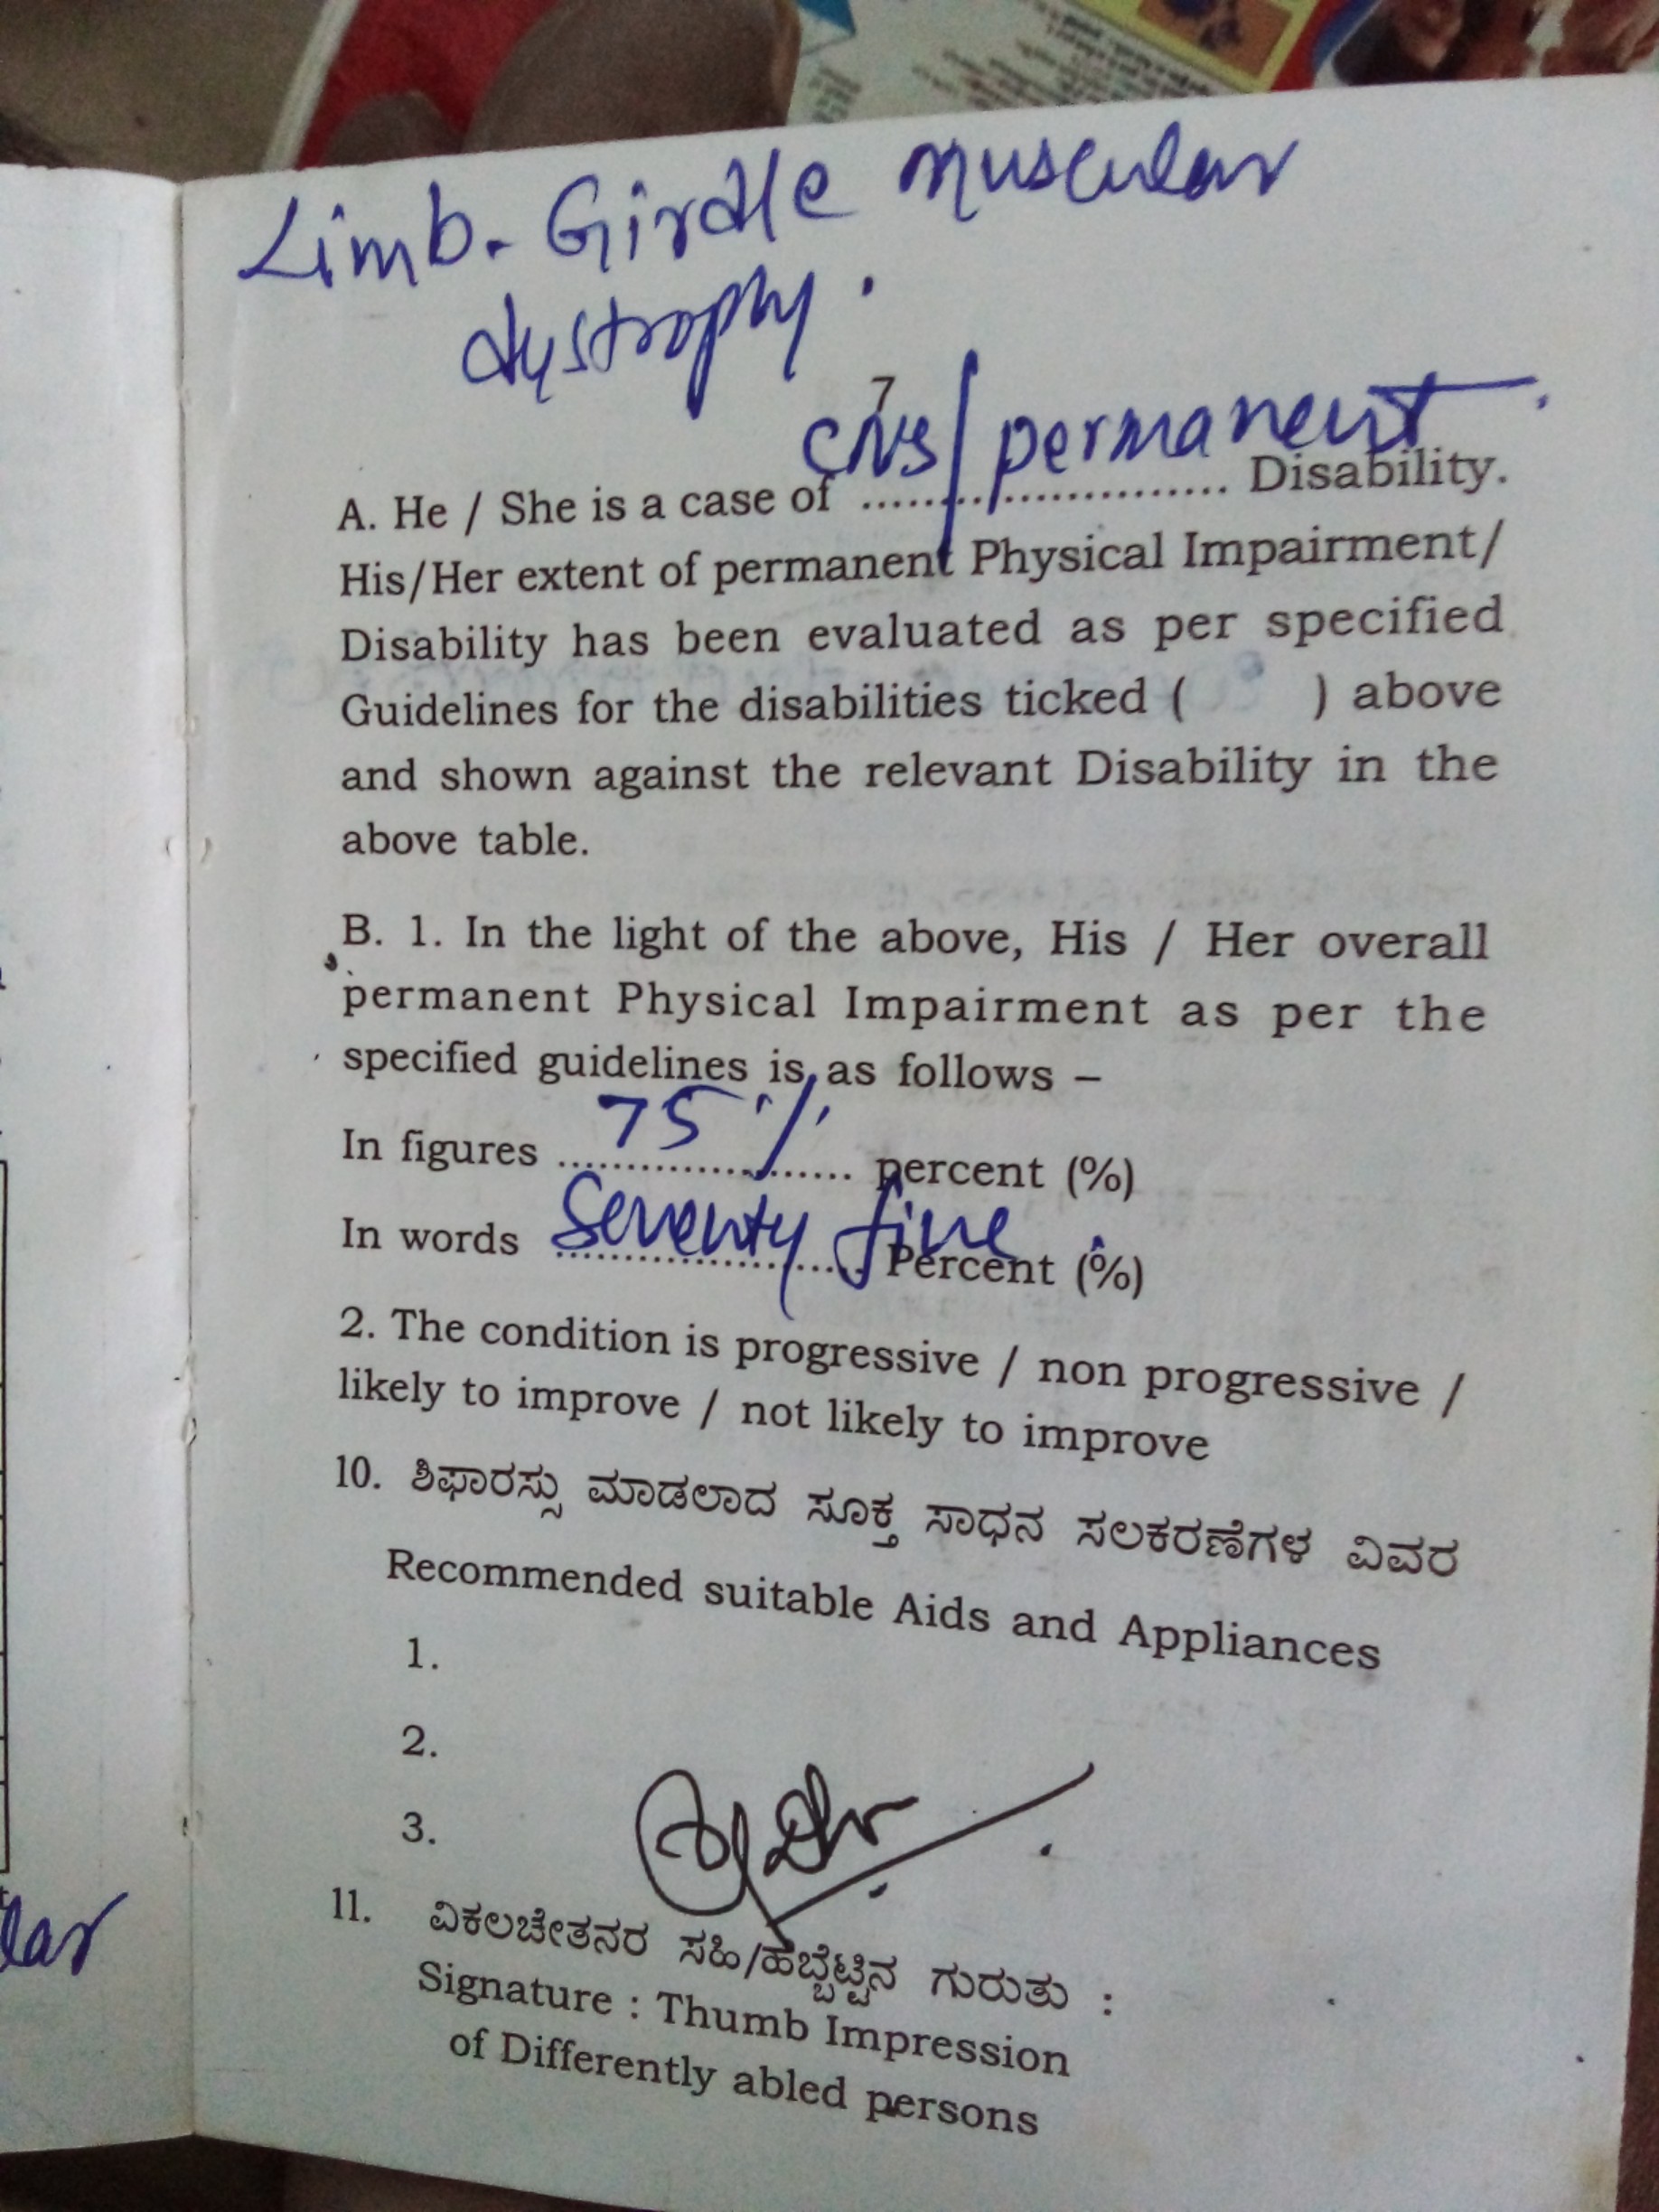 Limb-Girdle muscular
dystrophy.
7
CNS/permanent.
A. He / She is a case of ........................ Disability.
His/Her extent of permanent Physical Impairment/
Disability has been evaluated as per specified
Guidelines for the disabilities ticked ( ) above
and shown against the relevant Disability in the
above table.
B. 1. In the light of the above, His / Her overall
permanent Physical Impairment as per the
specified guidelines is as follows –
In figures 75% percent (%)
In words Seventy five Percent (%)
2. The condition is progressive / non progressive /
likely to improve / not likely to improve
10. ಶಿಫಾರಸ್ಸು ಮಾಡಲಾದ ಸೂಕ್ತ ಸಾಧನ ಸಲಕರಣೆಗಳ ವಿವರ
Recommended suitable Aids and Appliances
1.
2.
3.
lar
11. ವಿಕಲಚೇತನರ ಸಹಿ/ಹೆಬ್ಬೆಟ್ಟಿನ ಗುರುತು :
Signature : Thumb Impression
of Differently abled persons